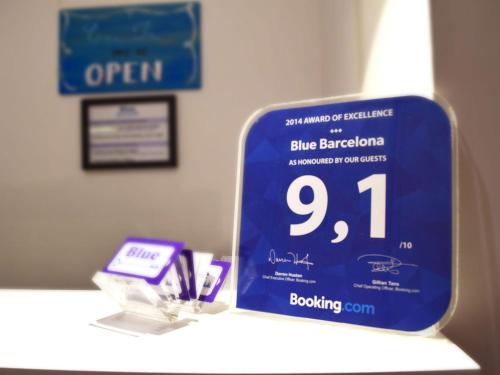 OPEN
2014 AWARD OF EXCELLENCE
Blue Barcelona
AS HONOURED BY OUR GUESTS
9,1
/10
Darren Huston
Chief Executive Officer, Booking.com
Gillian Tans
Chief Operating Officer, Booking.com
Booking.com
Blue